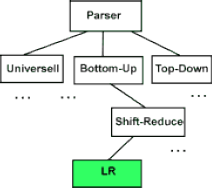 Parser
Universell
Bottom-Up
Top-Down
... ...
Shift-Reduce
...
LR